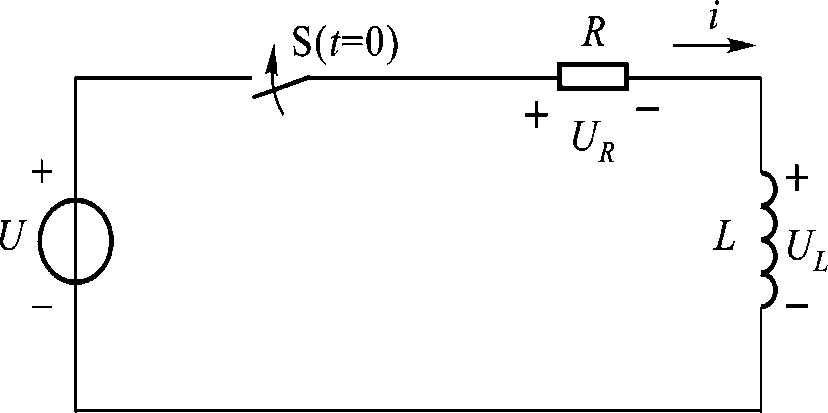 S(t=0)
R
i
+ −
U_R
+
U
−
L
+
U_L
−